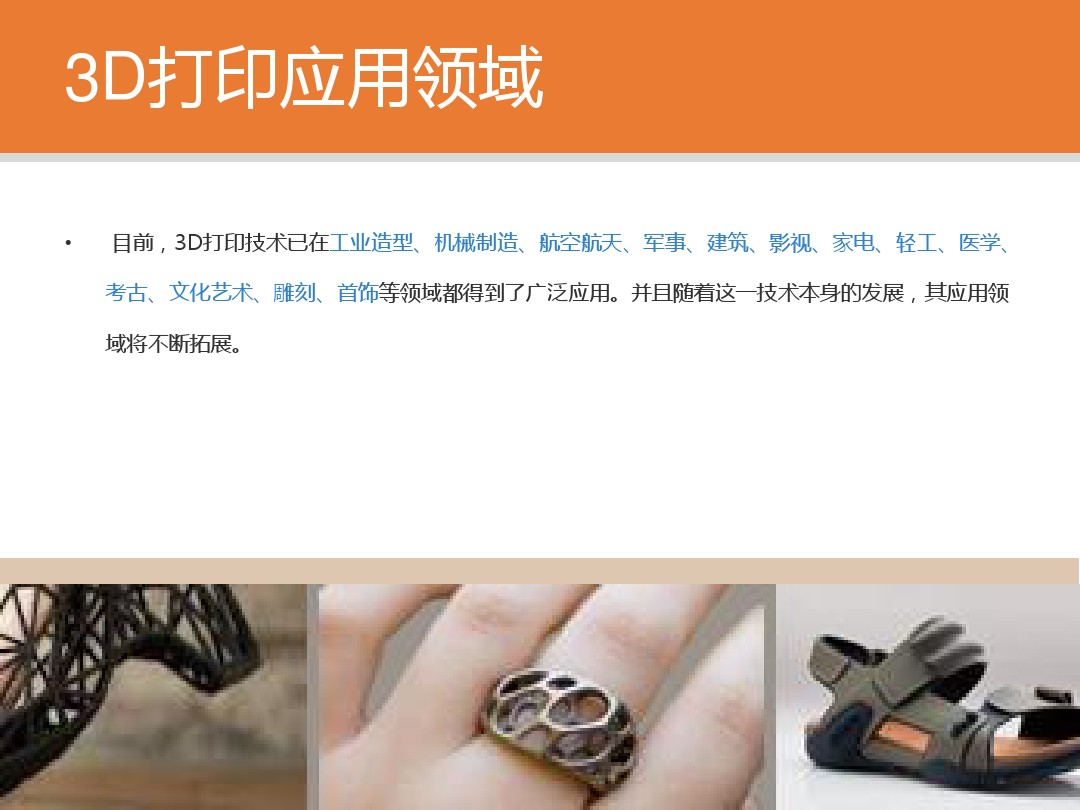 3D打印应用领域
• 目前，3D打印技术已在工业造型、机械制造、航空航天、军事、建筑、影视、家电、轻工、医学、
考古、文化艺术、雕刻、首饰等领域都得到了广泛应用。并且随着这一技术本身的发展，其应用领
域将不断拓展。